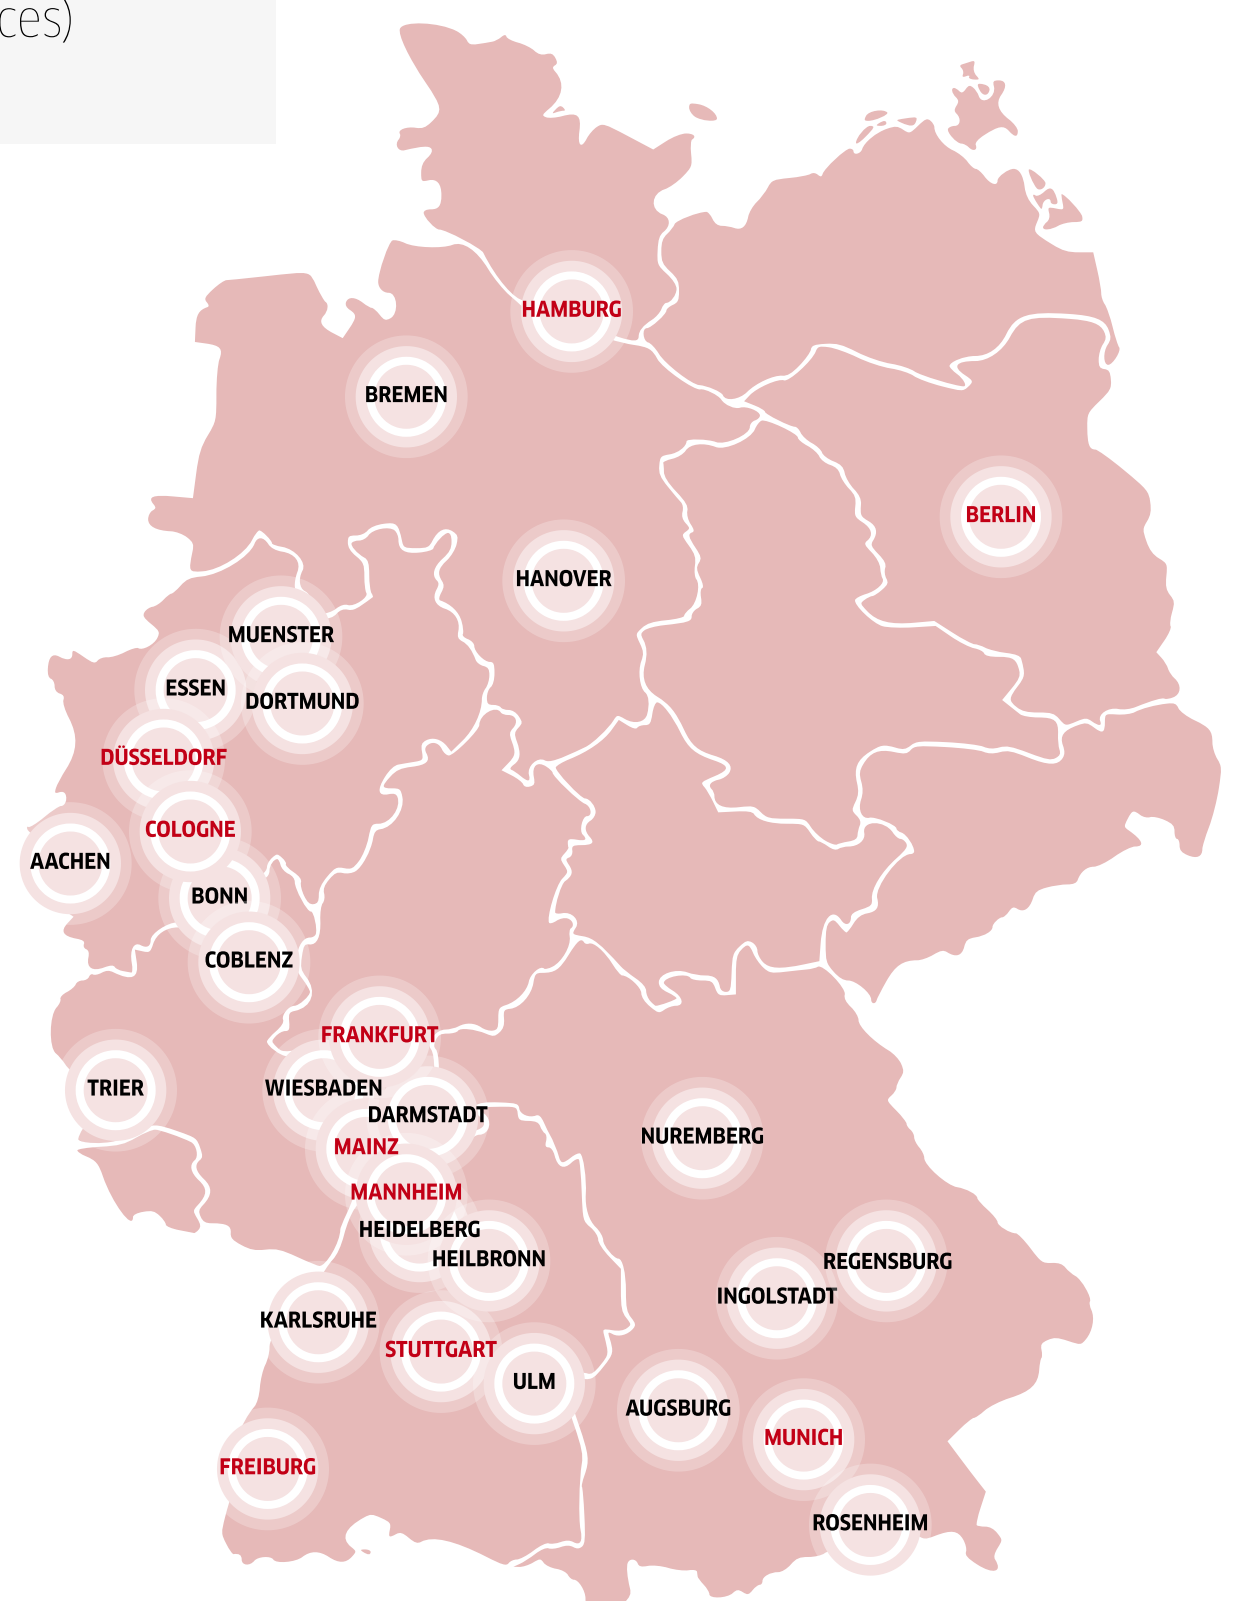 ces)
HAMBURG
BREMEN
BERLIN
HANOVER
MUENSTER
ESSEN
DORTMUND
DÜSSELDORF
COLOGNE
AACHEN
BONN
COBLENZ
FRANKFURT
TRIER
WIESBADEN
DARMSTADT
NUREMBERG
MAINZ
MANNHEIM
HEIDELBERG
HEILBRONN
REGENSBURG
INGOLSTADT
KARLSRUHE
STUTTGART
ULM
AUGSBURG
MUNICH
FREIBURG
ROSENHEIM